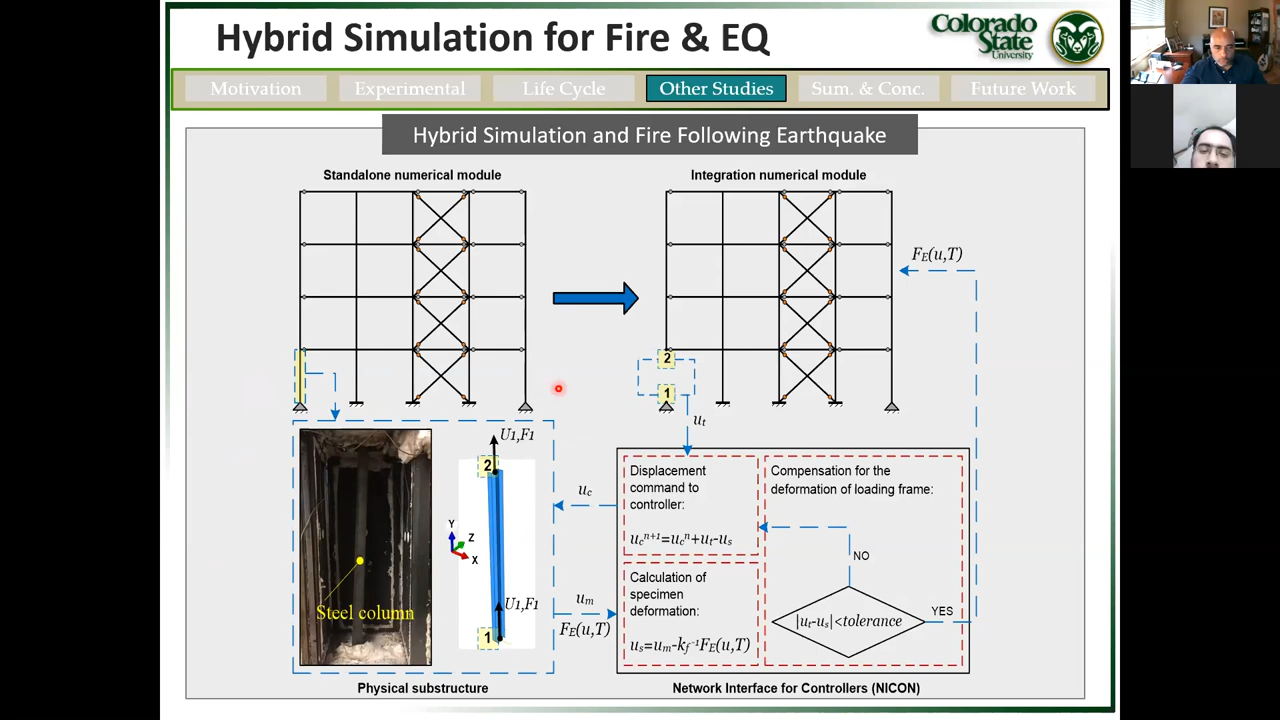 Hybrid Simulation for Fire & EQ
Colorado
State
University
Motivation
Experimental
Life Cycle
Other Studies
Sum. & Conc.
Future Work
Hybrid Simulation and Fire Following Earthquake
Standalone numerical module
Integration numerical module
F_E(u,T)
2
1
u_t
U1,F1
2
Y
Z
X
U1,F1
1
Steel column
Physical substructure
u_c
u_m
F_E(u,T)
Displacement
command to
controller:
u_c^{n+1}=u_c^n+u_t-u_s
Calculation of
specimen
deformation:
u_s=u_m-k_f^{-1}F_E(u,T)
Compensation for the
deformation of loading frame:
NO
|u_t-u_s|<tolerance
YES
Network Interface for Controllers (NICON)